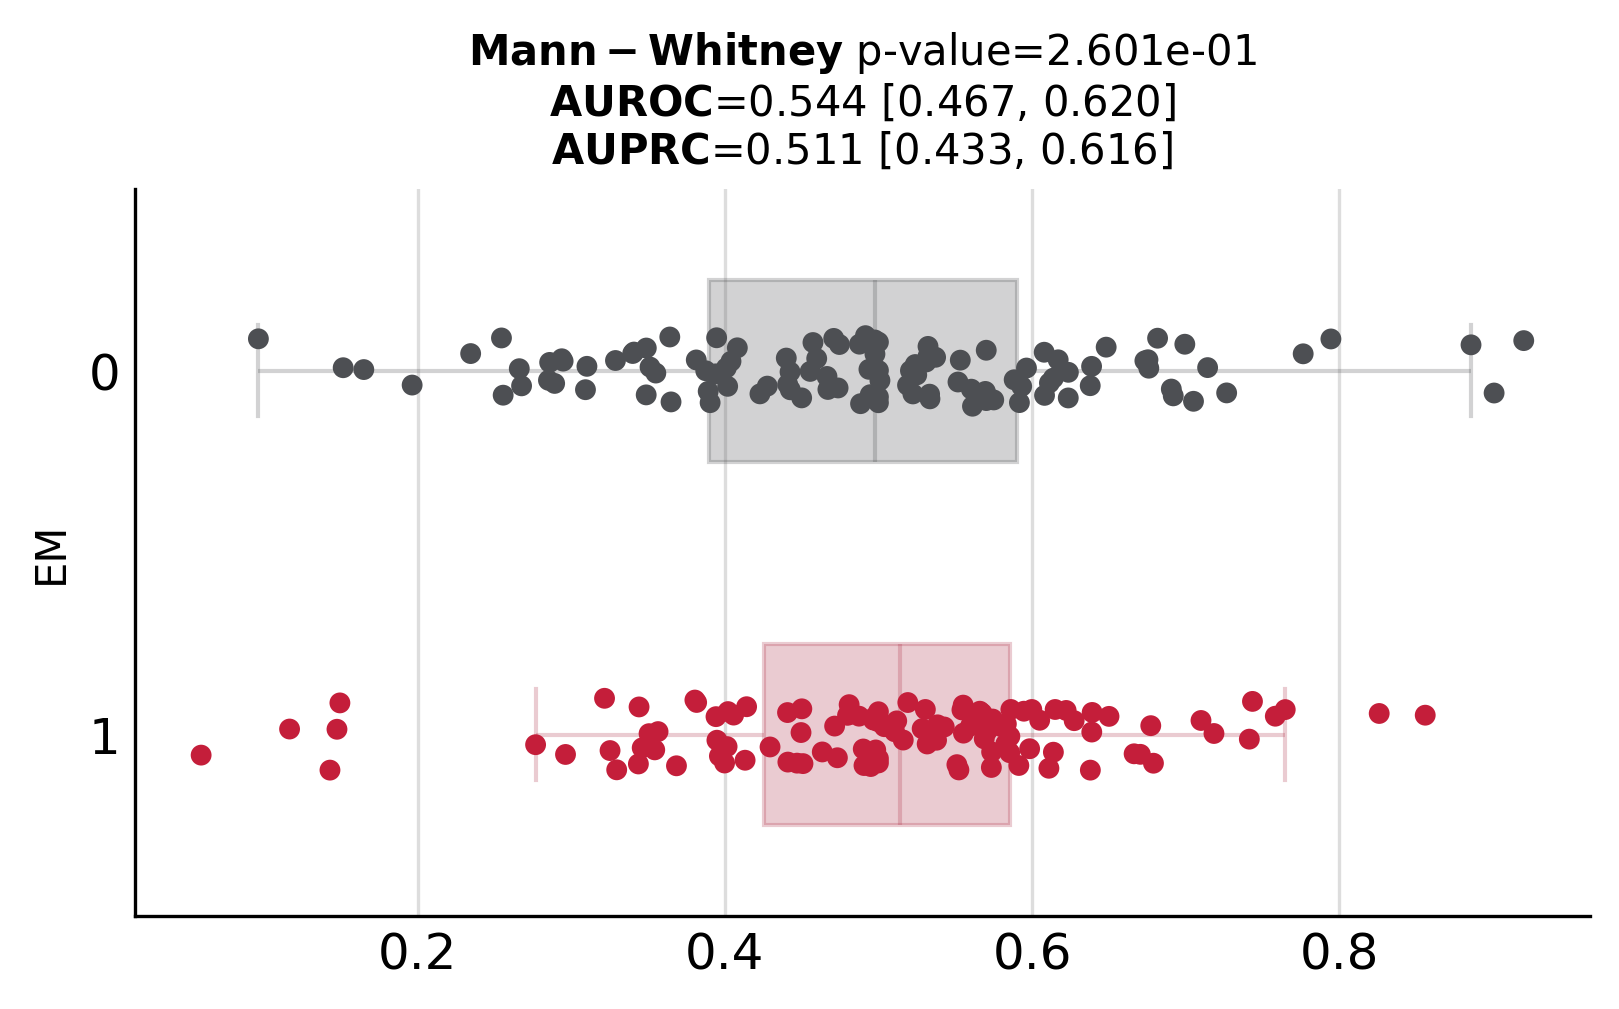 Mann−Whitney p-value=2.601e-01
AUROC=0.544 [0.467, 0.620]
AUPRC=0.511 [0.433, 0.616]
0
EM
1
0.2 0.4 0.6 0.8